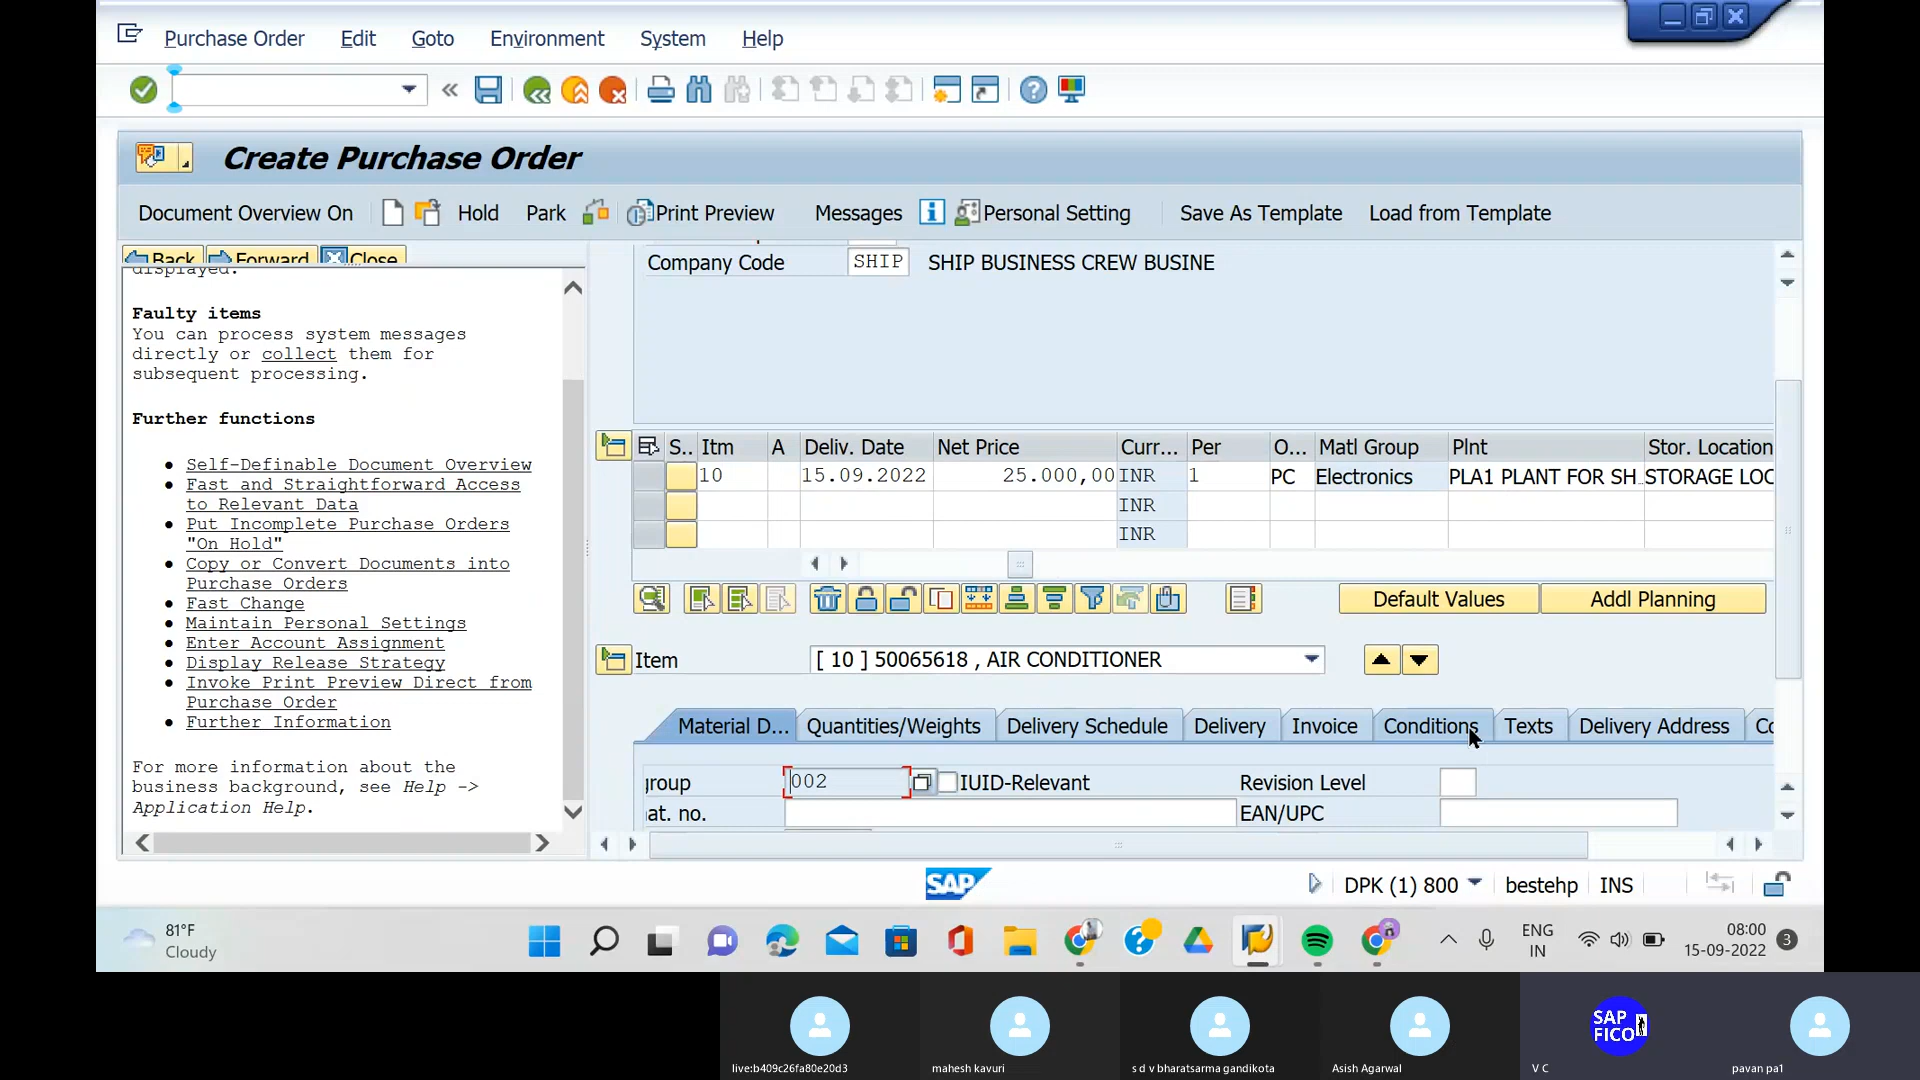 Purchase Order Edit Goto Environment System Help
Create Purchase Order
Document Overview On Hold Park Print Preview Messages Personal Setting Save As Template Load from Template
Back Forward Close
displayed.
Faulty items
You can process system messages
directly or collect them for
subsequent processing.
Further functions
Self-Definable Document Overview
Fast and Straightforward Access
to Relevant Data
Put Incomplete Purchase Orders
"On Hold"
Copy or Convert Documents into
Purchase Orders
Fast Change
Maintain Personal Settings
Enter Account Assignment
Display Release Strategy
Invoke Print Preview Direct from
Purchase Order
Further Information
For more information about the
business background, see Help ->
Application Help.
Company Code SHIP SHIP BUSINESS CREW BUSINE
S.. Itm A Deliv. Date Net Price Curr... Per O... Matl Group Plnt Stor. Location
10 15.09.2022 25.000,00 INR 1 PC Electronics PLA1 PLANT FOR SH STORAGE LOC
INR
INR
Default Values Addl Planning
Item [ 10 ] 50065618 , AIR CONDITIONER
Material D... Quantities/Weights Delivery Schedule Delivery Invoice Conditions Texts Delivery Address Co
group 002 IUID-Relevant Revision Level
at. no. EAN/UPC
SAP DPK (1) 800 bestehp INS
81°F
Cloudy
ENG
IN
08:00
15-09-2022
3
SAP
FICO
live:b409c26fa80e20d3 mahesh kavuri s d v bharatsarma gandikota Asish Agarwal V C pavan pa1